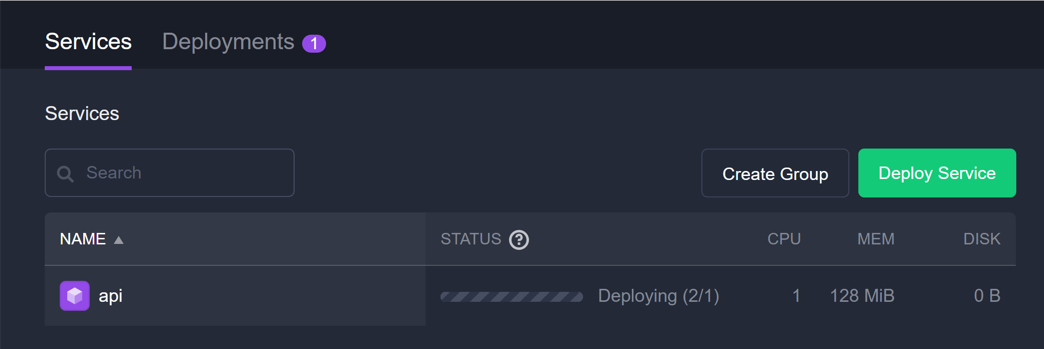 Services Deployments 1
Services
Search
Create Group Deploy Service
NAME STATUS ? CPU MEM DISK
api Deploying (2/1) 1 128 MiB 0 B